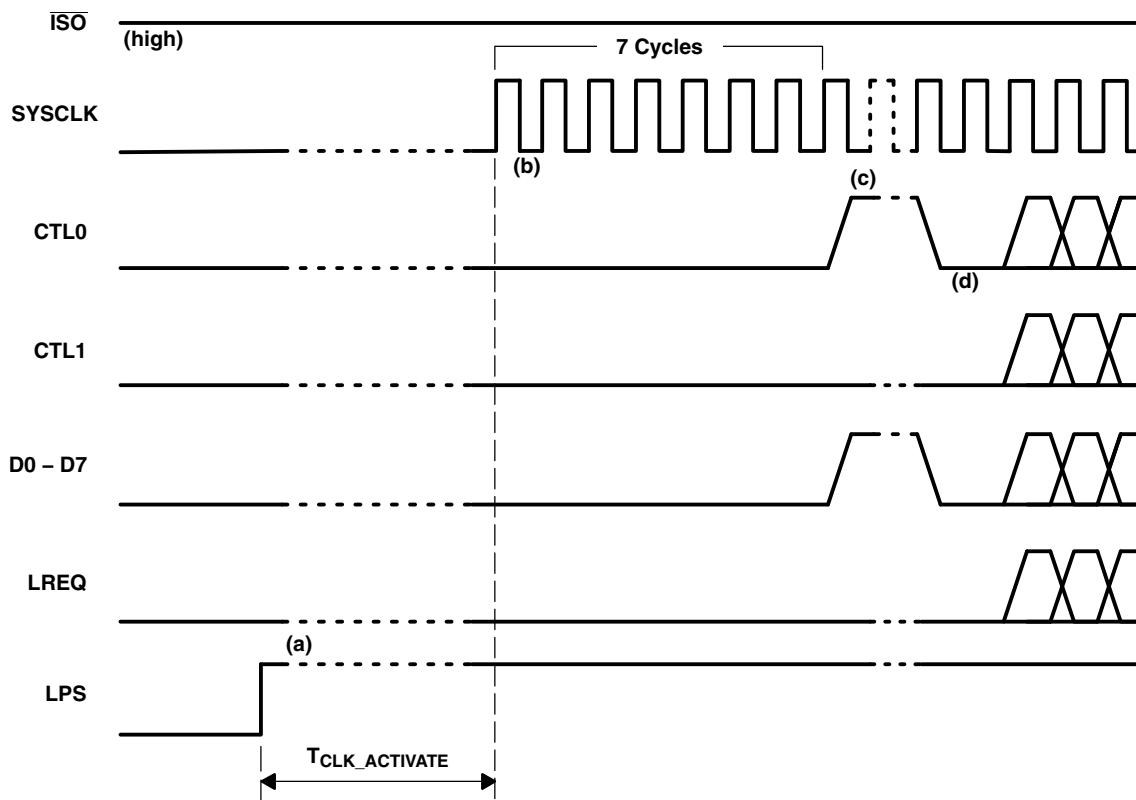 ISO
(high)
7 Cycles
SYSCLK
(b)
(c)
CTL0
(d)
CTL1
D0 – D7
LREQ
(a)
LPS
TCLK_ACTIVATE